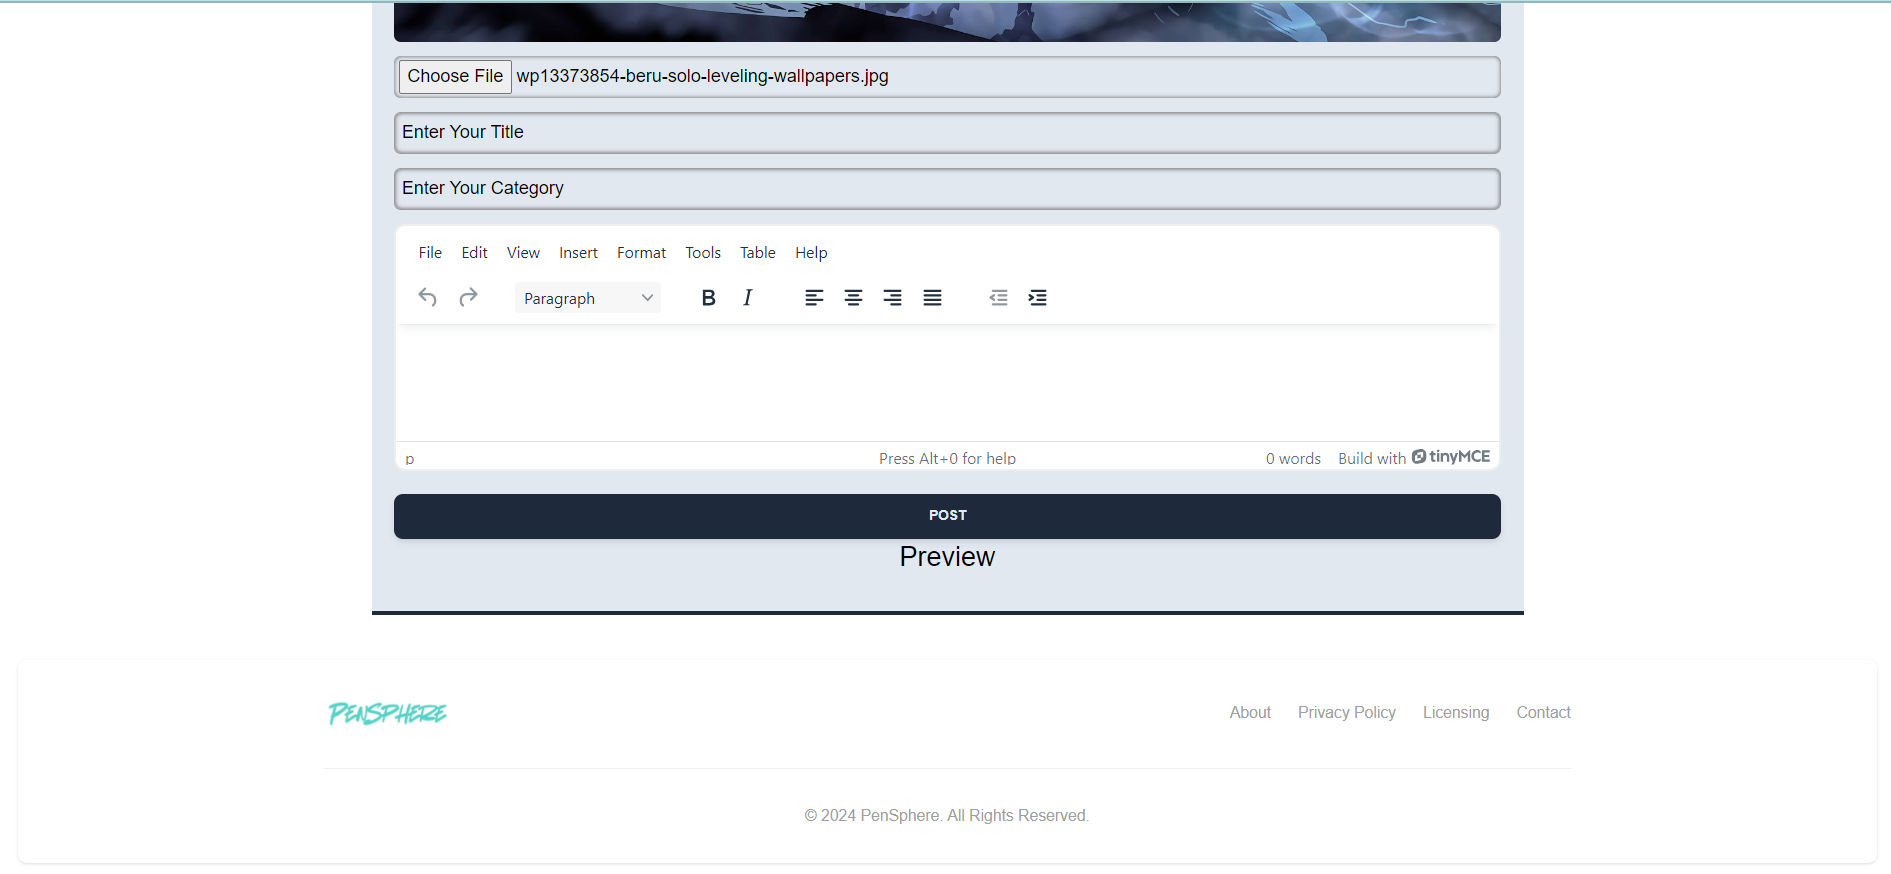 Choose File wp13373854-beru-solo-leveling-wallpapers.jpg
Enter Your Title
Enter Your Category
File Edit View Insert Format Tools Table Help
Paragraph B I
p Press Alt+0 for help 0 words Build with tinyMCE
POST
Preview
PENSPHERE About Privacy Policy Licensing Contact
© 2024 PenSphere. All Rights Reserved.